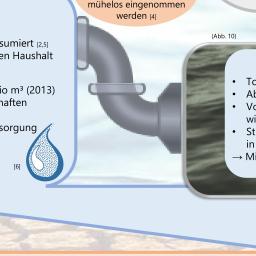 mühelos eingenommen
werden [4]
(Abb. 10)
sumiert [2,5]
en Haushalt
io m³ (2013)
haften
sorgung
[6]
• To
• Ab
• Vo
wi
• St
in
→ Mi